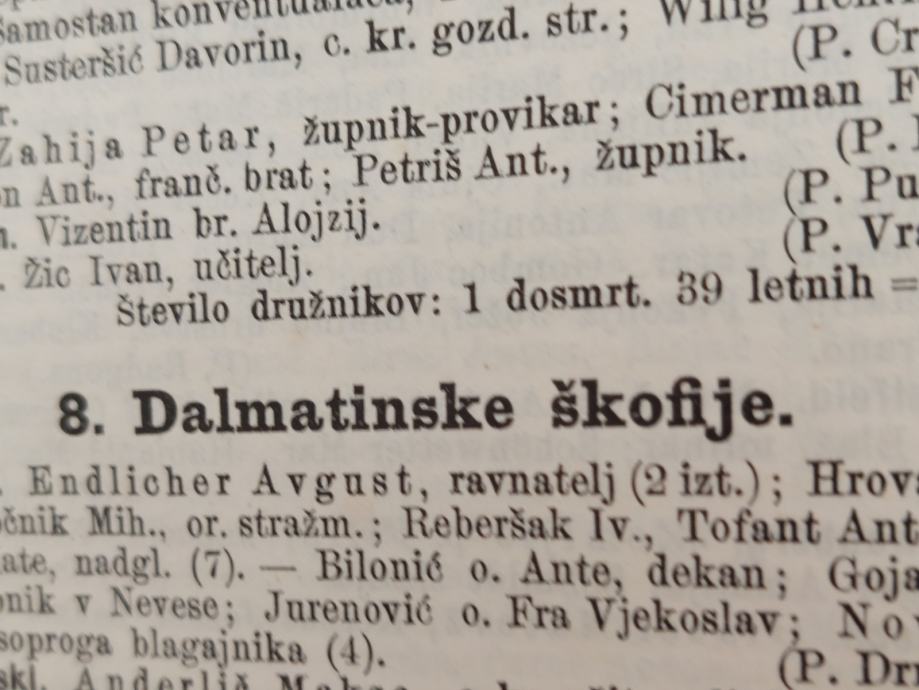 Samostan
Susteršić Davorin, c. kr. gozd. str.; Wilig
(P. Cr
r.
Zahija Petar, župnik-provikar; Cimerman F
n Ant., franč. brat; Petriš Ant., župnik. (P.
. Vizentin br. Alojzij. (P. Pu
. Žic Ivan, učitelj. (P. Vr
Število družnikov: 1 dosmrt. 39 letnih =
8. Dalmatinske škofije.
. Endlicher Avgust, ravnatelj (2 izt.); Hrov
čnik Mih., or. stražm.; Reberšak Iv., Tofant Ant
ate, nadgl. (7). — Bilonić o. Ante, dekan; Goja
nik v Nevese; Jurenović o. Fra Vjekoslav; Nov
soproga blagajnika (4).
(P. Dr
skl.